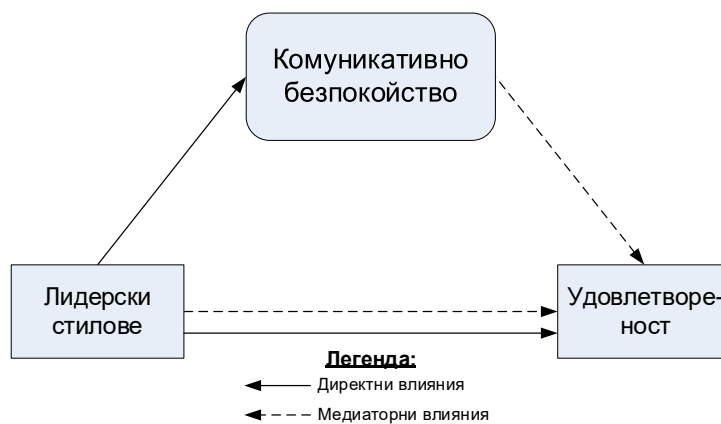 Комуникативно
безпокойство
Лидерски
стилове
Удовлетворе-
ност
Легенда:
Директни влияния
Медиаторни влияния